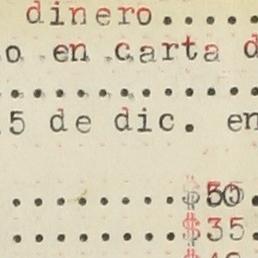 dinero.....
o en carta d
...........
5 de dic. en
.........$50.
.........$35.